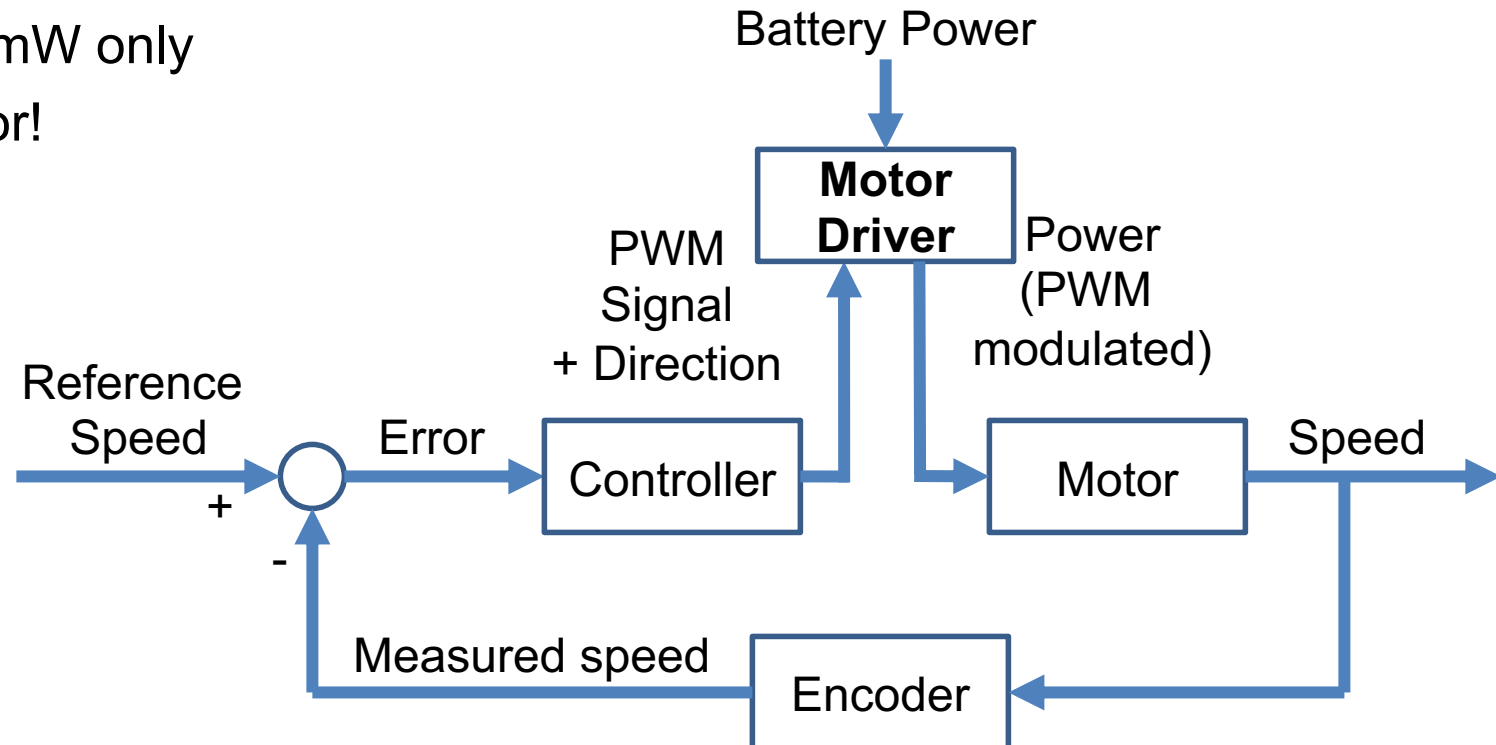 mW only
or!
Battery Power
Motor
Driver
PWM
Signal
+ Direction
Power
(PWM
modulated)
Reference
Speed
+
-
Error
Controller
Motor
Speed
Measured speed
Encoder